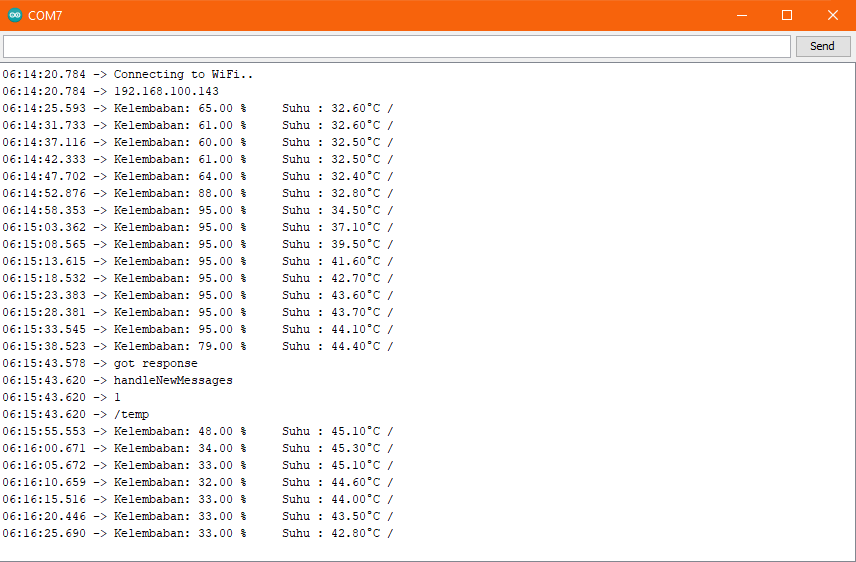 COM7
Send
06:14:20.784 -> Connecting to WiFi..
06:14:20.784 -> 192.168.100.143
06:14:25.593 -> Kelembaban: 65.00 %     Suhu : 32.60°C /
06:14:31.733 -> Kelembaban: 61.00 %     Suhu : 32.60°C /
06:14:37.116 -> Kelembaban: 60.00 %     Suhu : 32.50°C /
06:14:42.333 -> Kelembaban: 61.00 %     Suhu : 32.50°C /
06:14:47.702 -> Kelembaban: 64.00 %     Suhu : 32.40°C /
06:14:52.876 -> Kelembaban: 88.00 %     Suhu : 32.80°C /
06:14:58.353 -> Kelembaban: 95.00 %     Suhu : 34.50°C /
06:15:03.362 -> Kelembaban: 95.00 %     Suhu : 37.10°C /
06:15:08.565 -> Kelembaban: 95.00 %     Suhu : 39.50°C /
06:15:13.615 -> Kelembaban: 95.00 %     Suhu : 41.60°C /
06:15:18.532 -> Kelembaban: 95.00 %     Suhu : 42.70°C /
06:15:23.383 -> Kelembaban: 95.00 %     Suhu : 43.60°C /
06:15:28.381 -> Kelembaban: 95.00 %     Suhu : 43.70°C /
06:15:33.545 -> Kelembaban: 95.00 %     Suhu : 44.10°C /
06:15:38.523 -> Kelembaban: 79.00 %     Suhu : 44.40°C /
06:15:43.578 -> got response
06:15:43.620 -> handleNewMessages
06:15:43.620 -> 1
06:15:43.620 -> /temp
06:15:55.553 -> Kelembaban: 48.00 %     Suhu : 45.10°C /
06:16:00.671 -> Kelembaban: 34.00 %     Suhu : 45.30°C /
06:16:05.672 -> Kelembaban: 33.00 %     Suhu : 45.10°C /
06:16:10.659 -> Kelembaban: 32.00 %     Suhu : 44.60°C /
06:16:15.516 -> Kelembaban: 33.00 %     Suhu : 44.00°C /
06:16:20.446 -> Kelembaban: 33.00 %     Suhu : 43.50°C /
06:16:25.690 -> Kelembaban: 33.00 %     Suhu : 42.80°C /